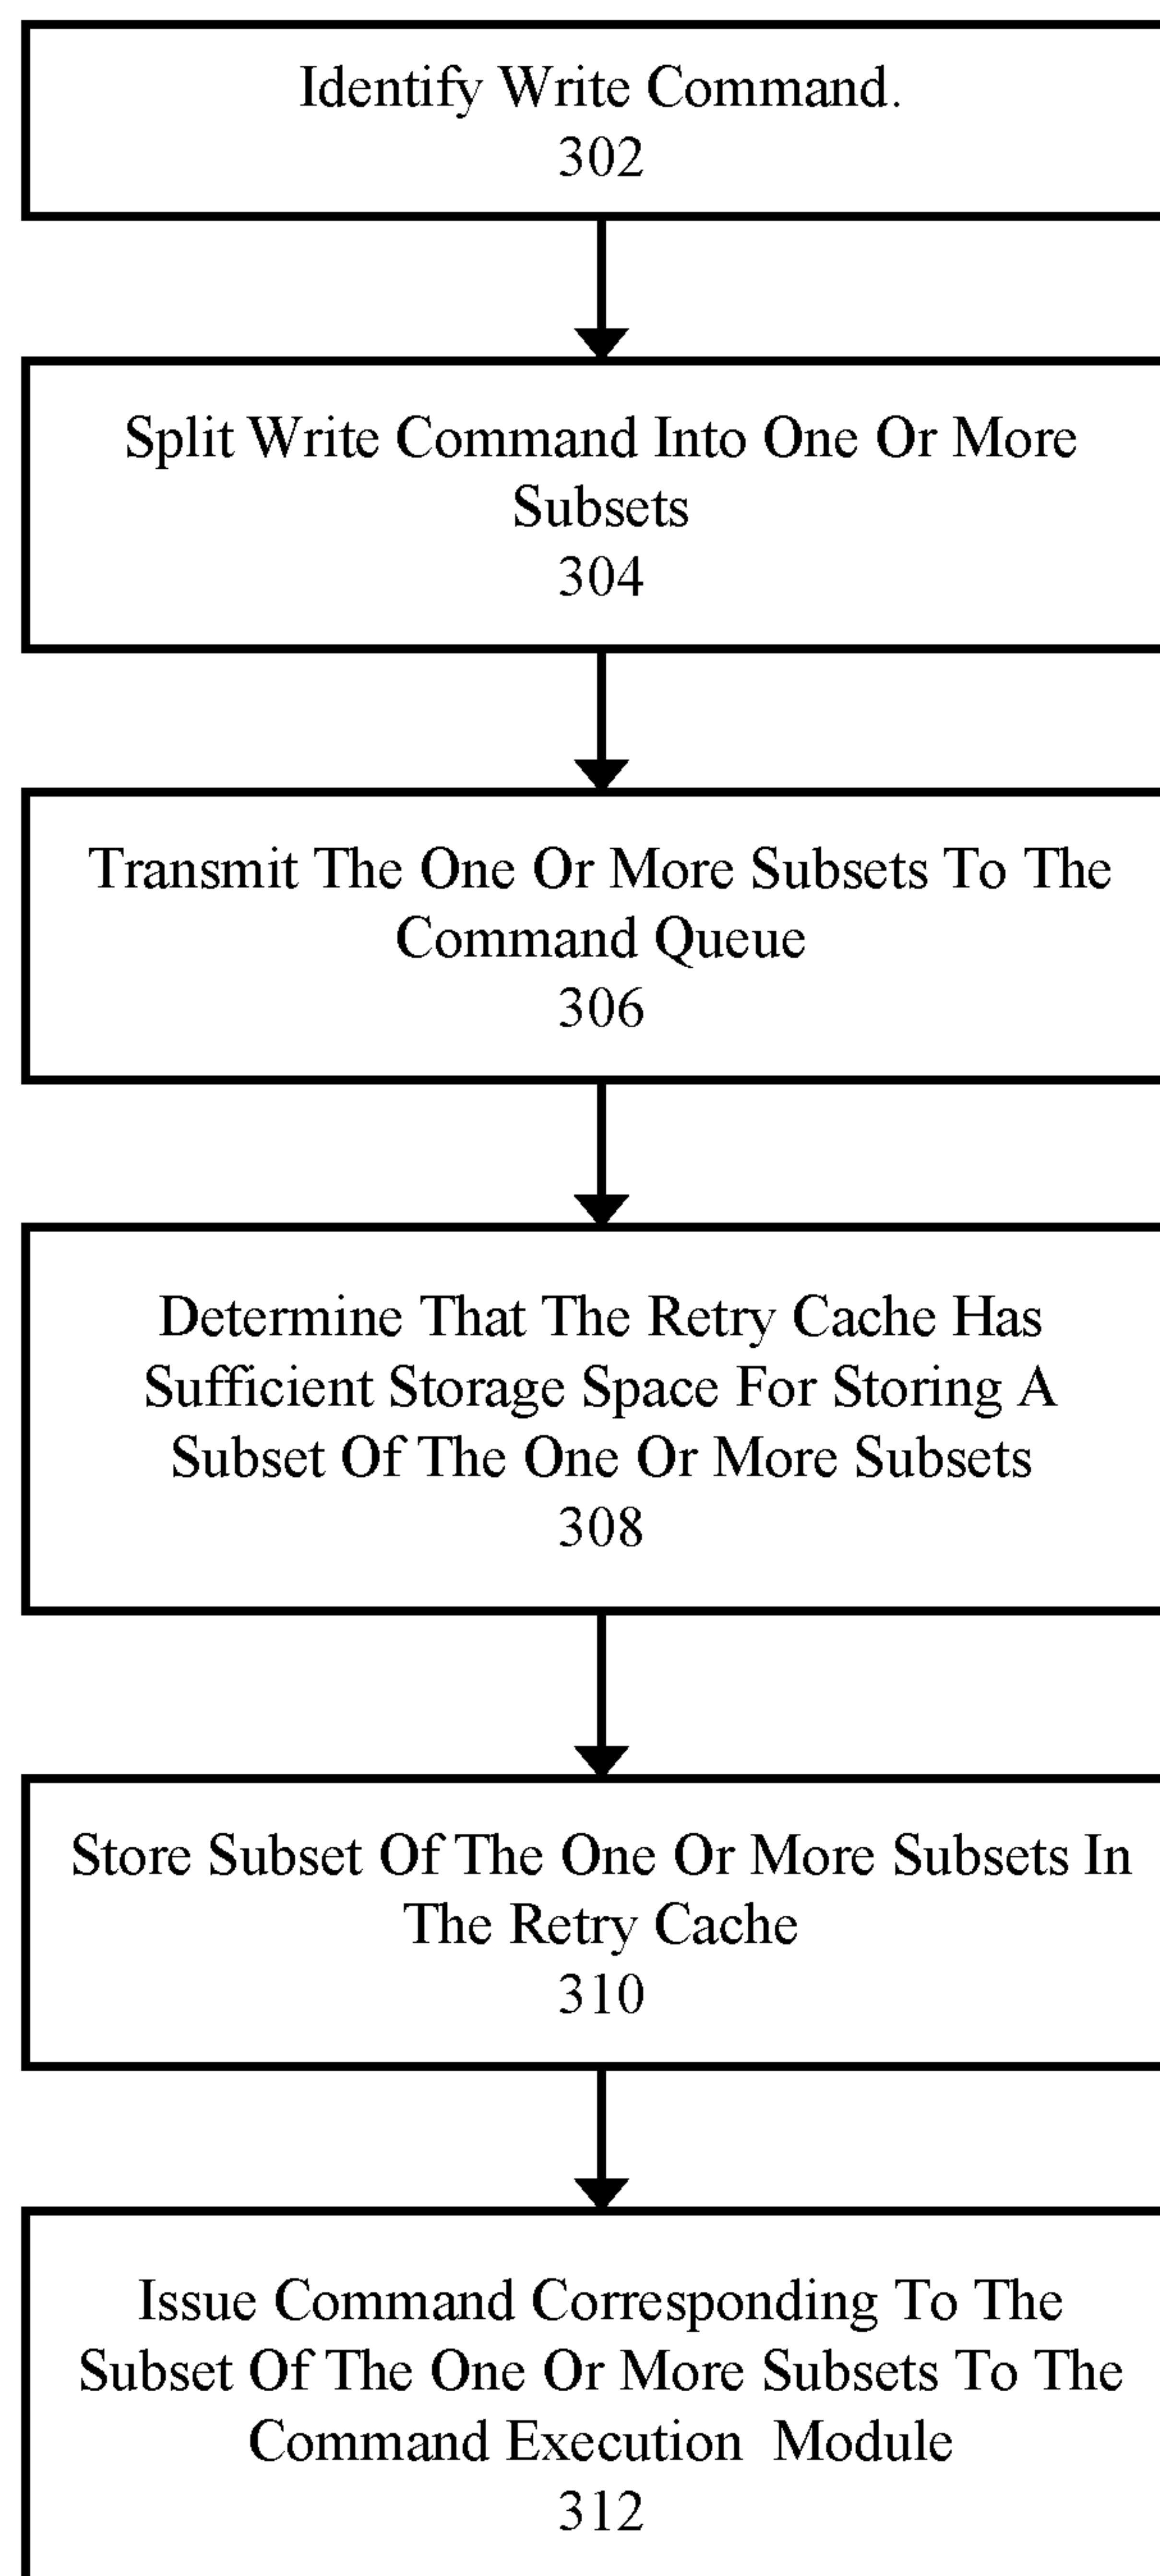 Identify Write Command.
302
Split Write Command Into One Or More
Subsets
304
Transmit The One Or More Subsets To The
Command Queue
306
Determine That The Retry Cache Has
Sufficient Storage Space For Storing A
Subset Of The One Or More Subsets
308
Store Subset Of The One Or More Subsets In
The Retry Cache
310
Issue Command Corresponding To The
Subset Of The One Or More Subsets To The
Command Execution  Module
312